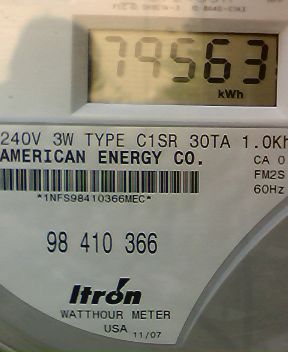 79563
kWh
240V 3W TYPE C1SR 30TA 1.0Kh
AMERICAN ENERGY CO.
CA 0
FM2S
60Hz
*1NFS98410366MEC*
98 410 366
Itrón
WATTHOUR METER
USA 11/07